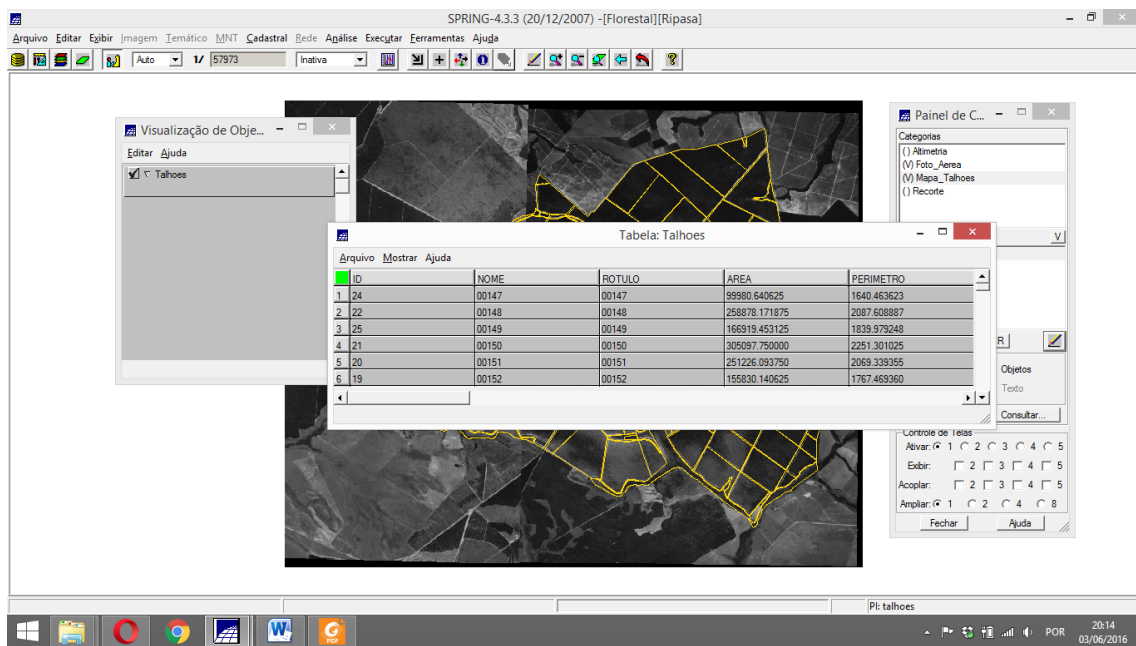 SPRING-4.3.3 (20/12/2007) -[Florestal][Ripasa]
Arquivo Editar Exibir Imagem Temático MNT Cadastral Rede Análise Executar Ferramentas Ajuda
Auto 1/ 57973 Inativa
Visualização de Obje...
Editar Ajuda
Talhoes
Painel de C...
Categorias
( ) Altimetria
(V) Foto_Aerea
(V) Mapa_Talhoes
( ) Recorte
V
Tabela: Talhoes
Arquivo Mostrar Ajuda
ID NOME ROTULO AREA PERIMETRO
1 24 00147 00147 99980.640625 1640.463623
2 22 00148 00148 258878.171875 2087.608887
3 25 00149 00149 166919.453125 1839.979248
4 21 00150 00150 305097.750000 2251.301025
5 20 00151 00151 251226.093750 2069.339355
6 19 00152 00152 155830.140625 1767.469360
R
Objetos
Texto
Consultar...
Controle de Telas
Ativar: 1 2 3 4 5
Exibir: 2 3 4 5
Acoplar: 2 3 4 5
Ampliar: 1 2 4 8
Fechar Ajuda
PI: talhoes
W
G
PDF
POR
20:14
03/06/2016